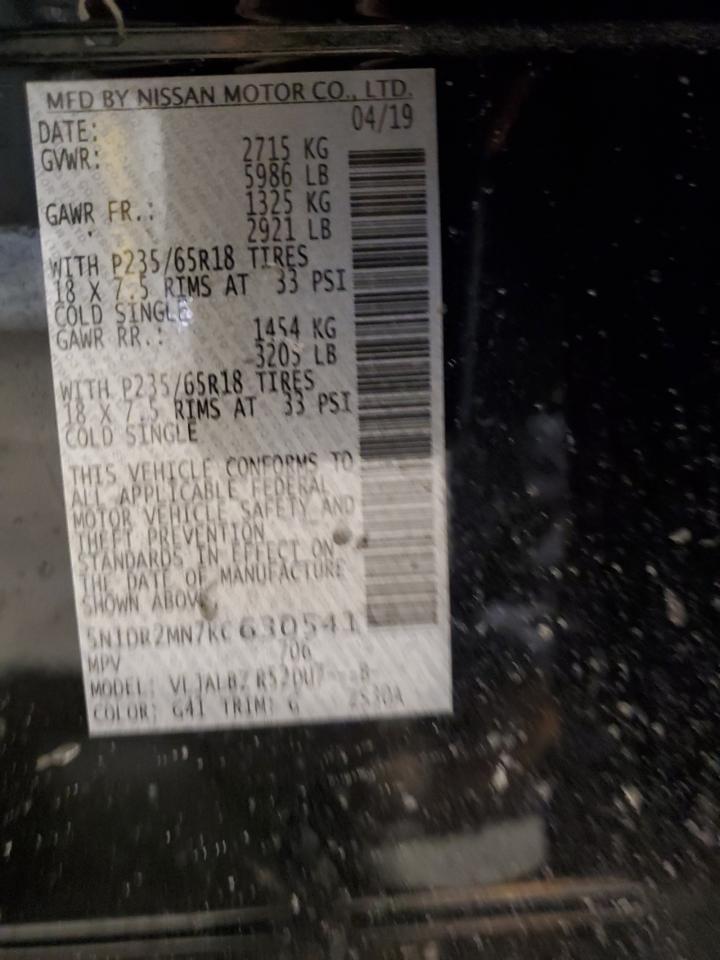 MFD BY NISSAN MOTOR CO., LTD.
DATE: 04/19
GVWR: 2715 KG
5986 LB
GAWR FR.: 1325 KG
2921 LB
WITH P235/65R18 TIRES
18 X 7.5 RIMS AT 33 PSI
COLD SINGLE
GAWR RR.: 1454 KG
3205 LB
WITH P235/65R18 TIRES
18 X 7.5 RIMS AT 33 PSI
COLD SINGLE
THIS VEHICLE CONFORMS TO
ALL APPLICABLE FEDERAL
MOTOR VEHICLE SAFETY AND
THEFT PREVENTION
STANDARDS IN EFFECT ON
THE DATE OF MANUFACTURE
SHOWN ABOVE
5N1DR2MN7KC630541
706
MPV
MODEL:
COLOR: G41 TRIM: G